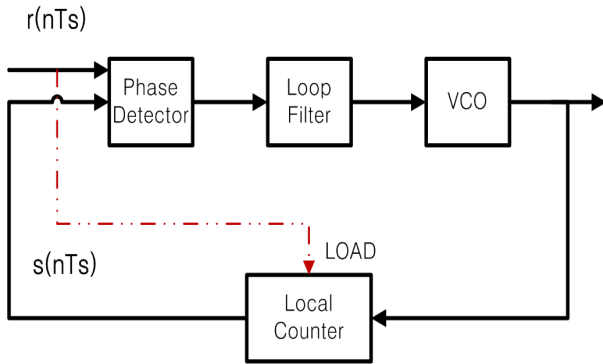 r(nTs)
Phase
Detector
Loop
Filter
VCO
s(nTs)
LOAD
Local
Counter